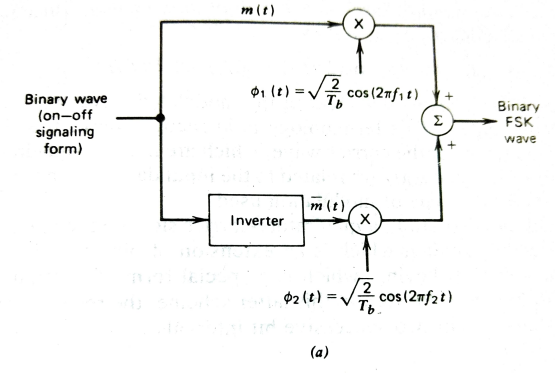 m(t)
ϕ₁(t) = √(2/T_b) cos(2πf₁t)
Binary wave
(on–off
signaling
form)
+
Σ
Binary
FSK
wave
+
Inverter
m̅(t)
X
X
ϕ₂(t) = √(2/T_b) cos(2πf₂t)
(a)